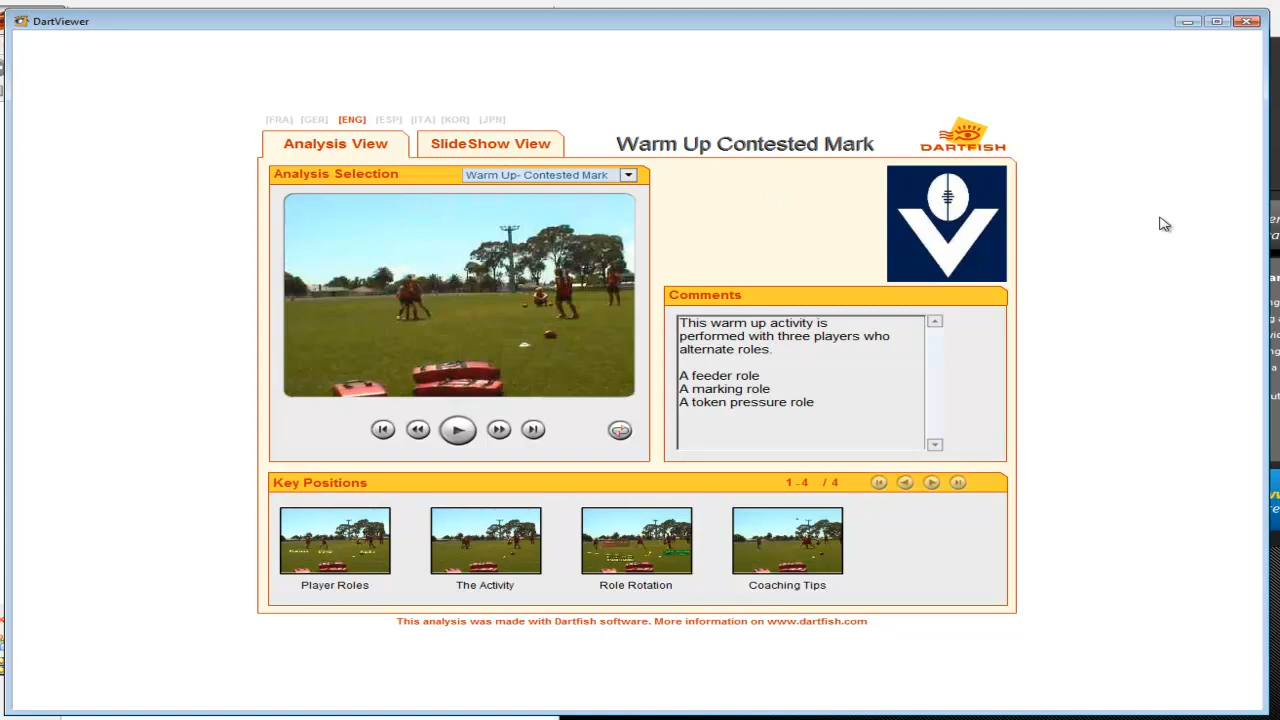 DartViewer
[FRA] [GER] [ENG] [ESP] [ITA] [KOR] [JPN]
Analysis View
SlideShow View
Warm Up Contested Mark
DARTFISH
Analysis Selection
Warm Up- Contested Mark
Comments
This warm up activity is
performed with three players who
alternate roles.
A feeder role
A marking role
A token pressure role
Key Positions
1-4 / 4
Player Roles
The Activity
Role Rotation
Coaching Tips
This analysis was made with Dartfish software. More information on www.dartfish.com